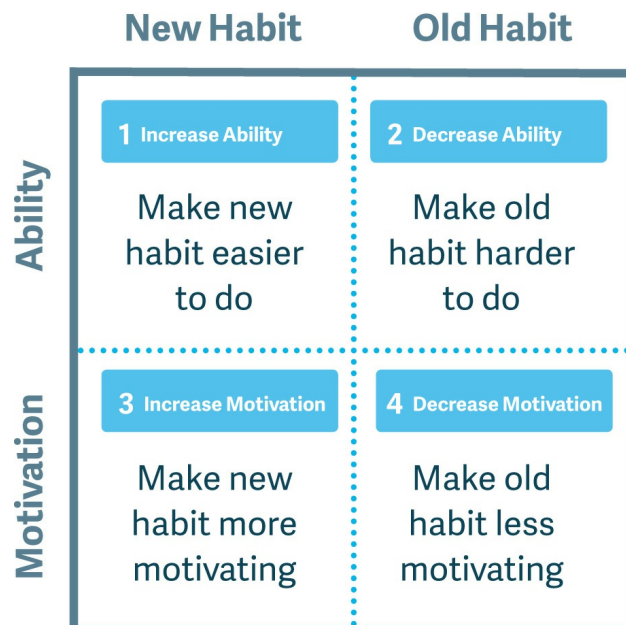 New Habit
Old Habit
Ability
1 Increase Ability
Make new
habit easier
to do
2 Decrease Ability
Make old
habit harder
to do
Motivation
3 Increase Motivation
Make new
habit more
motivating
4 Decrease Motivation
Make old
habit less
motivating